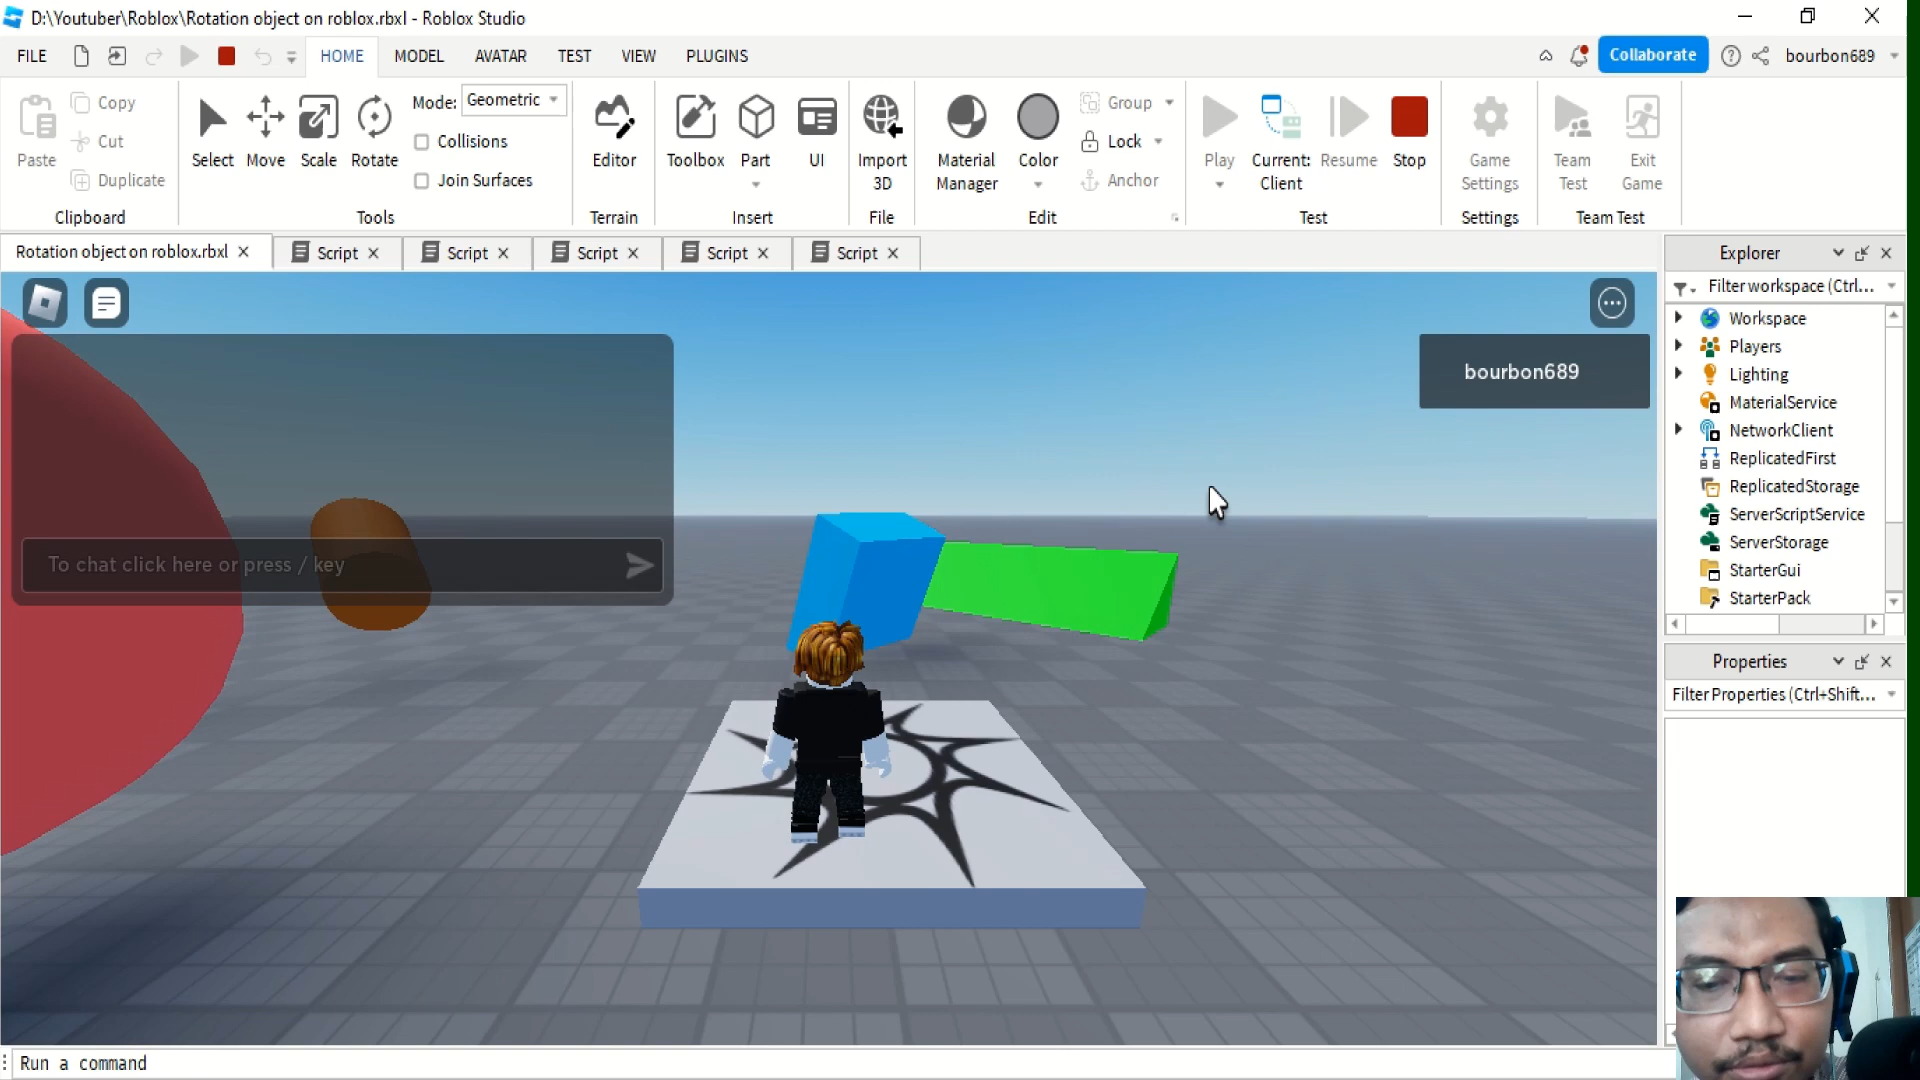 D:\Youtuber\Roblox\Rotation object on roblox.rbxl - Roblox Studio
FILE HOME MODEL AVATAR TEST VIEW PLUGINS Collaborate bourbon689
Copy
Cut
Duplicate
Paste
Clipboard
Select Move Scale Rotate
Mode: Geometric
Collisions
Join Surfaces
Tools
Editor
Terrain
Toolbox Part UI
Insert
Import
3D
File
Material
Manager
Color
Group
Lock
Anchor
Edit
Play
Current:
Client
Resume Stop
Test
Game
Settings
Settings
Team
Test
Exit
Game
Team Test
Rotation object on roblox.rbxl Script Script Script Script Script
To chat click here or press / key
bourbon689
Explorer
Filter workspace (Ctrl...
Workspace
Players
Lighting
MaterialService
NetworkClient
ReplicatedFirst
ReplicatedStorage
ServerScriptService
ServerStorage
StarterGui
StarterPack
Properties
Filter Properties (Ctrl+Shift...
Run a command